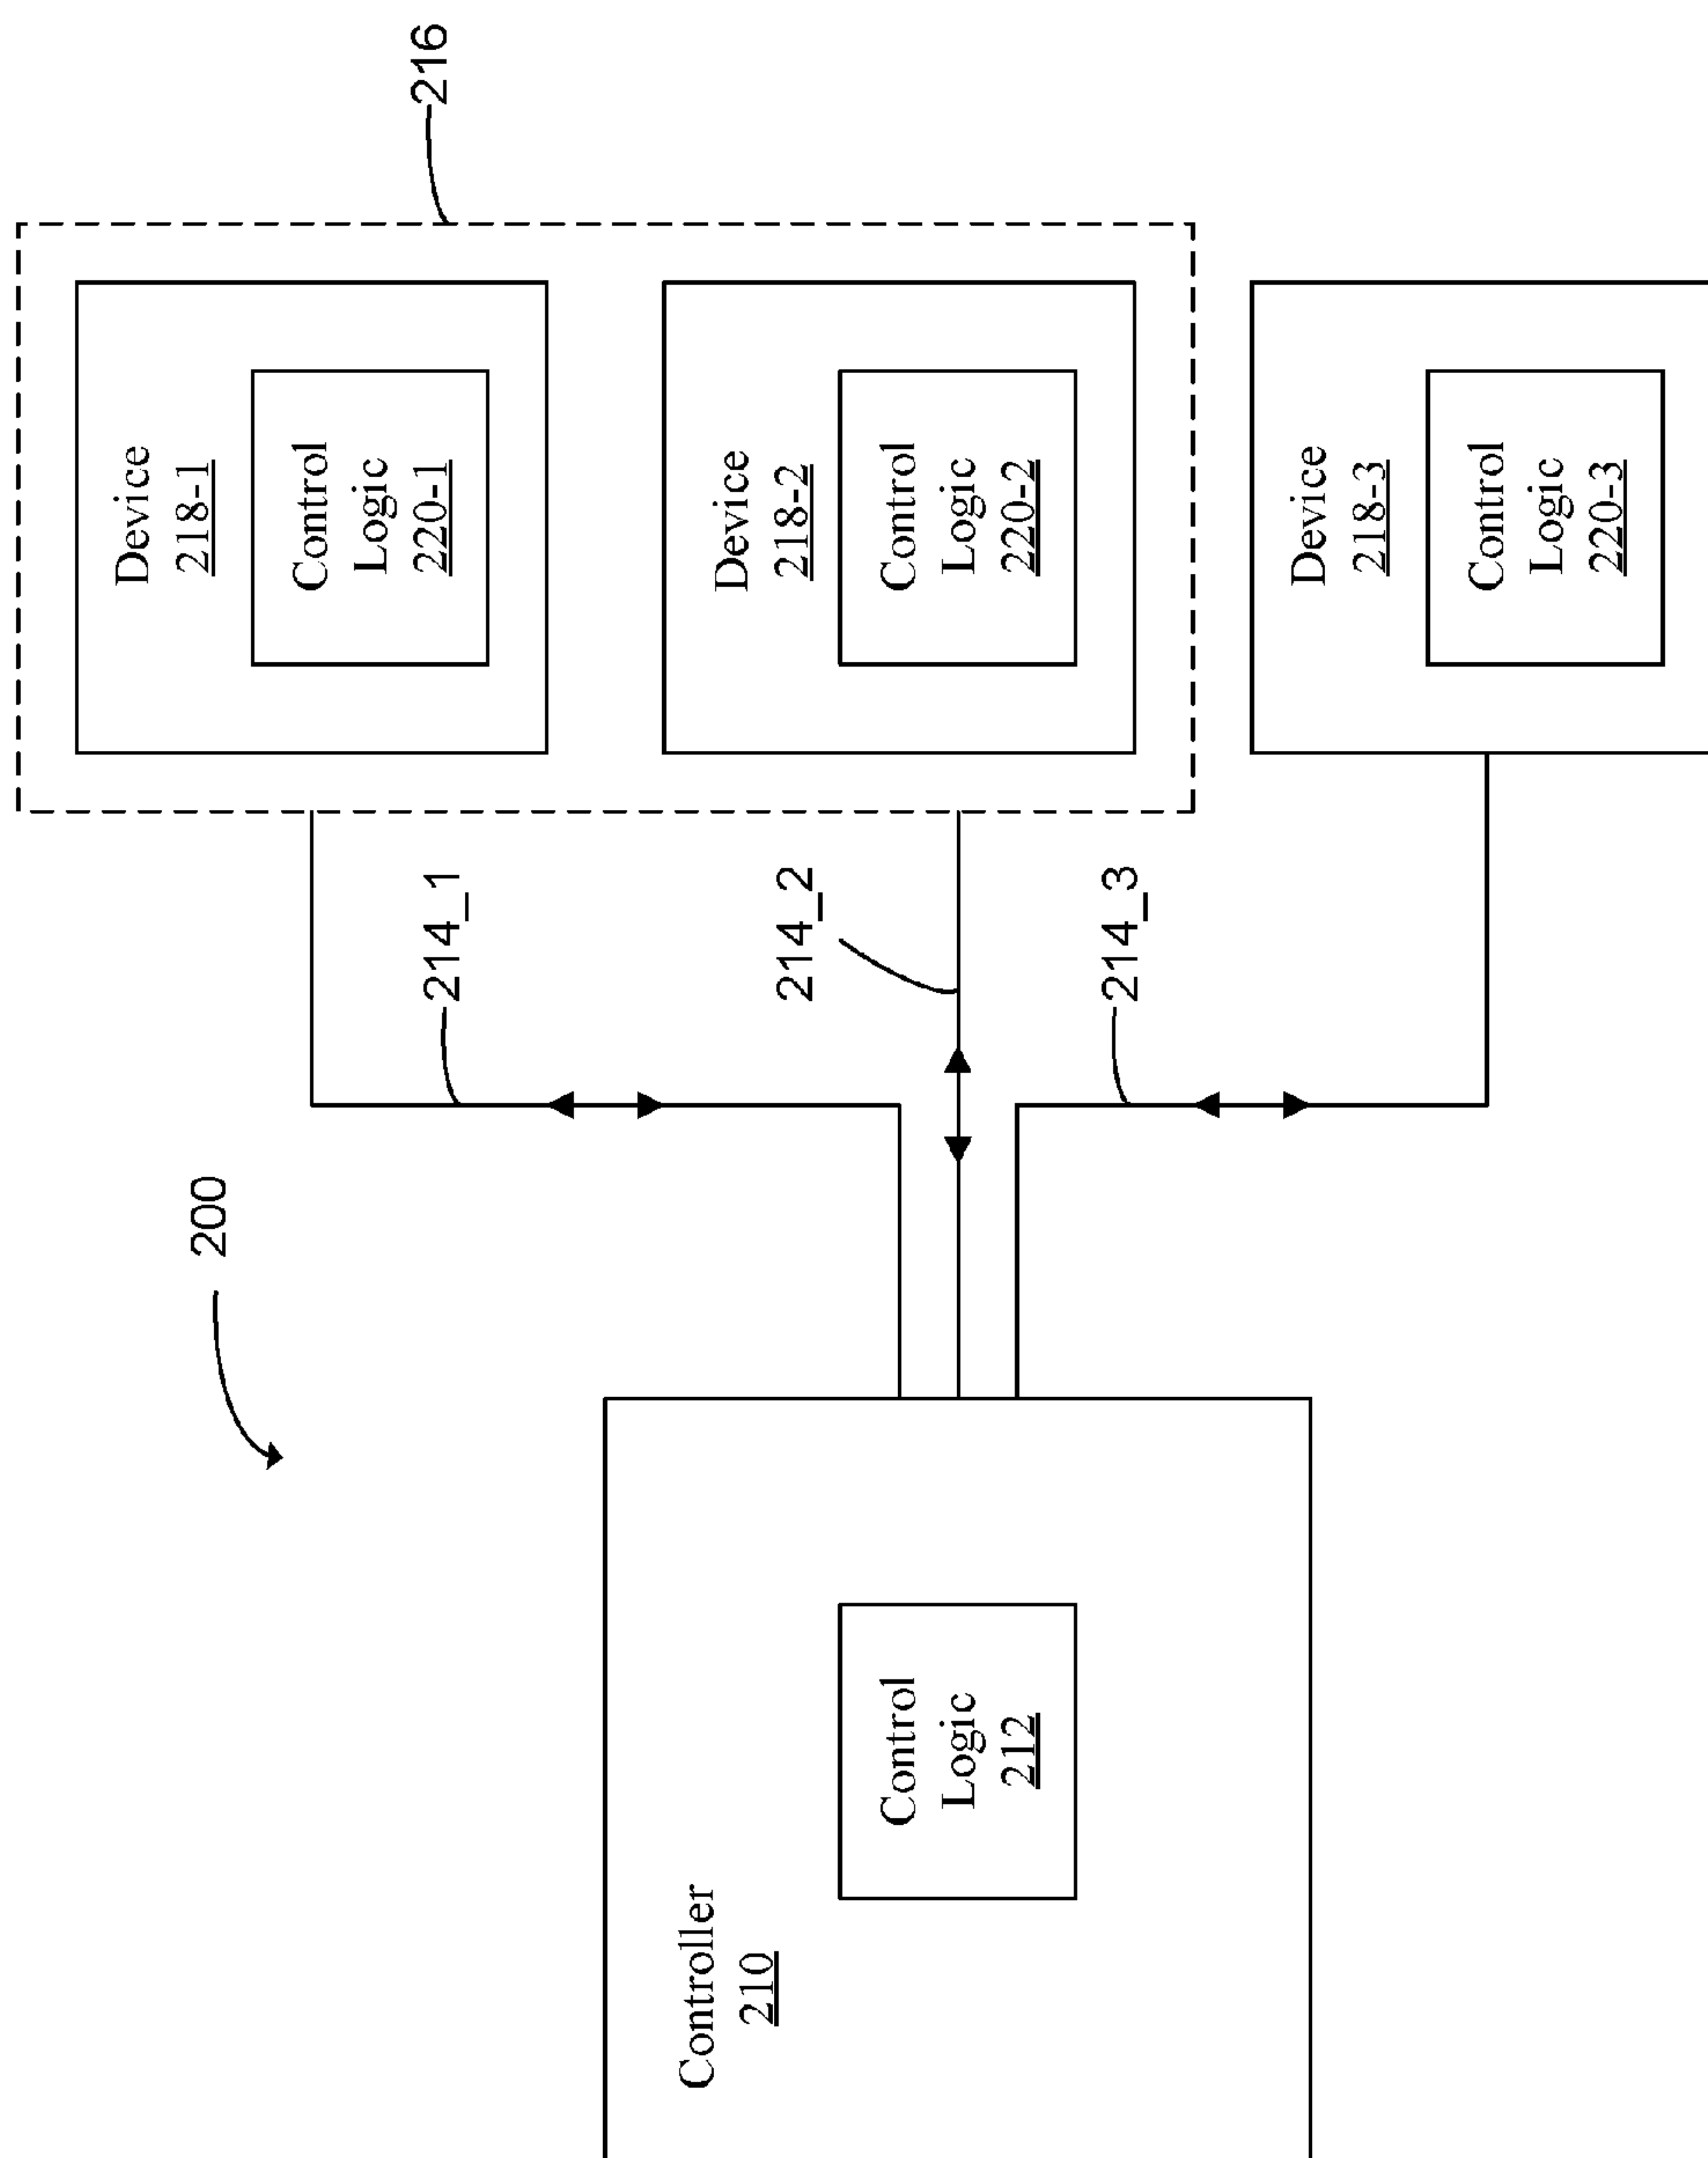 200
216
Device
218-1
Control
Logic
220-1
Device
218-2
Control
Logic
220-2
Device
218-3
Control
Logic
220-3
214_1
214_2
214_3
Controller
210
Control
Logic
212